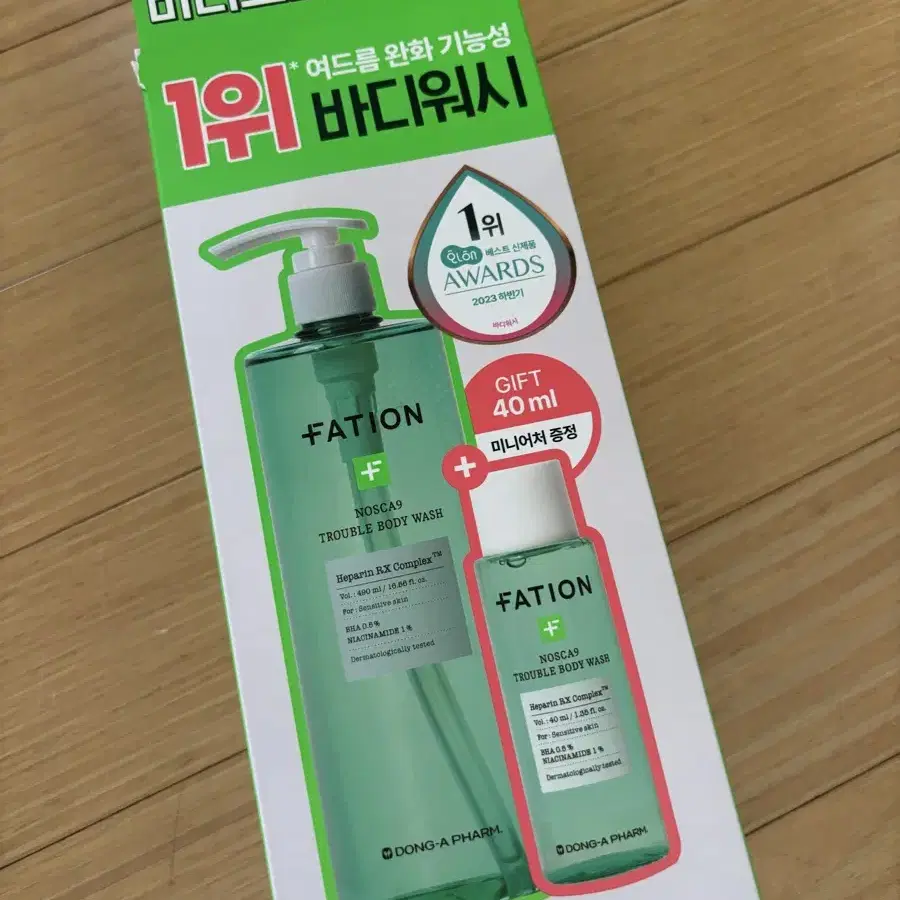 1위*
여드름 완화 기능성
바디워시
1위
베스트 신제품
AWARDS
2023 하반기
바디워시
GIFT
40 ml
미니어처 증정
+
FATION
NOSCA9
TROUBLE BODY WASH
Heparin RX Complex™
Vol. : 490 ml / 16.56 fl. oz.
For : Sensitive skin
BHA 0.5 %
NIACINAMIDE 1 %
Dermatologically tested
DONG-A PHARM.
FATION
NOSCA9
TROUBLE BODY WASH
Heparin RX Complex™
Vol. : 40 ml / 1.35 fl. oz.
For : Sensitive skin
BHA 0.5 %
NIACINAMIDE 1 %
Dermatologically tested